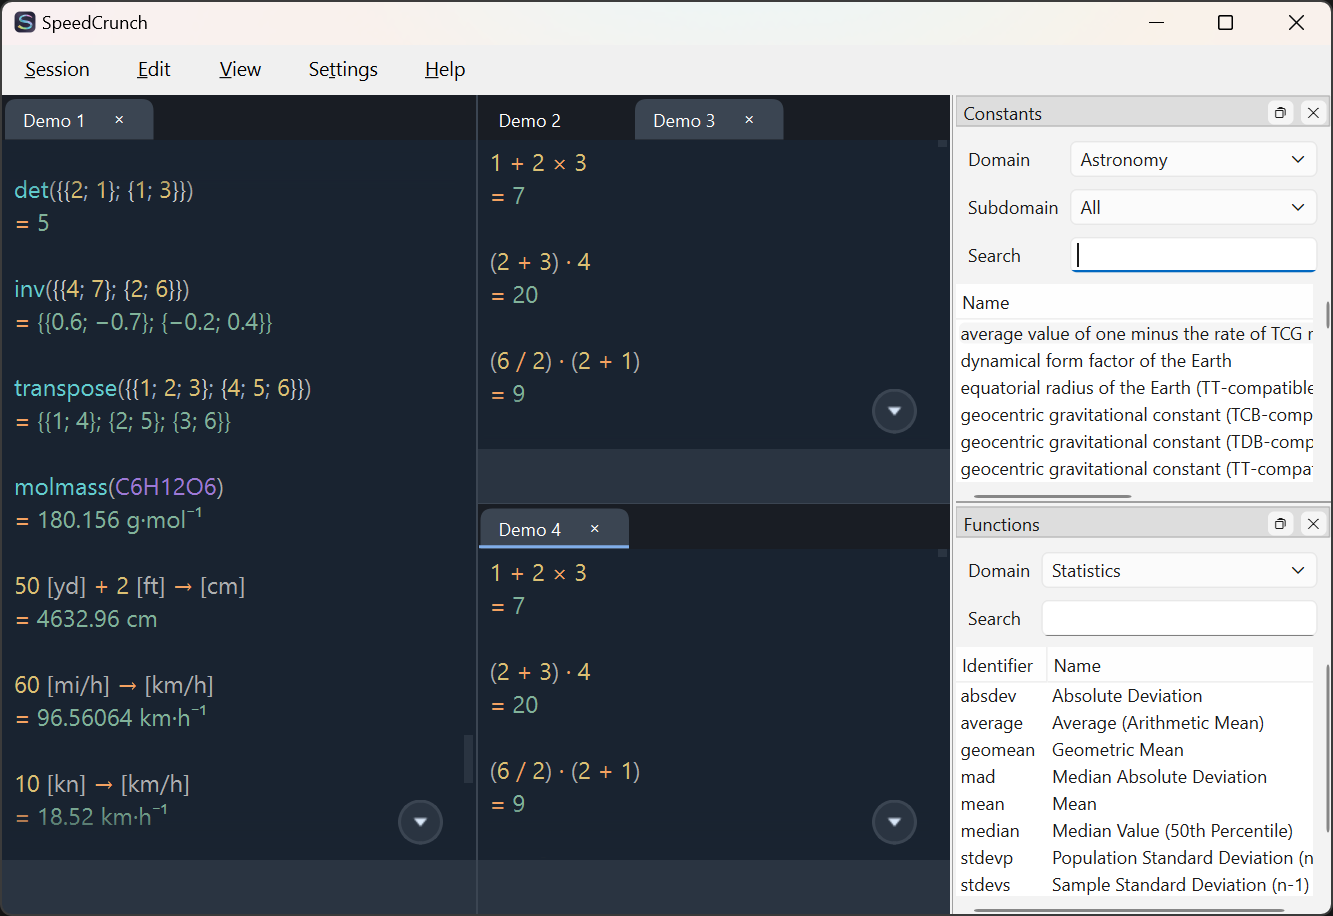 SpeedCrunch
Session Edit View Settings Help
Demo 1 ×
det({{2; 1}; {1; 3}})
= 5
inv({{4; 7}; {2; 6}})
= {{0.6; −0.7}; {−0.2; 0.4}}
transpose({{1; 2; 3}; {4; 5; 6}})
= {{1; 4}; {2; 5}; {3; 6}}
molmass(C6H12O6)
= 180.156 g·mol⁻¹
50 [yd] + 2 [ft] → [cm]
= 4632.96 cm
60 [mi/h] → [km/h]
= 96.56064 km·h⁻¹
10 [kn] → [km/h]
= 18.52 km·h⁻¹
Demo 2 Demo 3 ×
1 + 2 × 3
= 7
(2 + 3) · 4
= 20
(6 / 2) · (2 + 1)
= 9
Demo 4 ×
1 + 2 × 3
= 7
(2 + 3) · 4
= 20
(6 / 2) · (2 + 1)
= 9
Constants
Domain Astronomy
Subdomain All
Search
Name
average value of one minus the rate of TCG
dynamical form factor of the Earth
equatorial radius of the Earth (TT-compatible
geocentric gravitational constant (TCB-comp
geocentric gravitational constant (TDB-comp
geocentric gravitational constant (TT-compa
Functions
Domain Statistics
Search
Identifier Name
absdev Absolute Deviation
average Average (Arithmetic Mean)
geomean Geometric Mean
mad Median Absolute Deviation
mean Mean
median Median Value (50th Percentile)
stdevp Population Standard Deviation (n
stdevs Sample Standard Deviation (n-1)